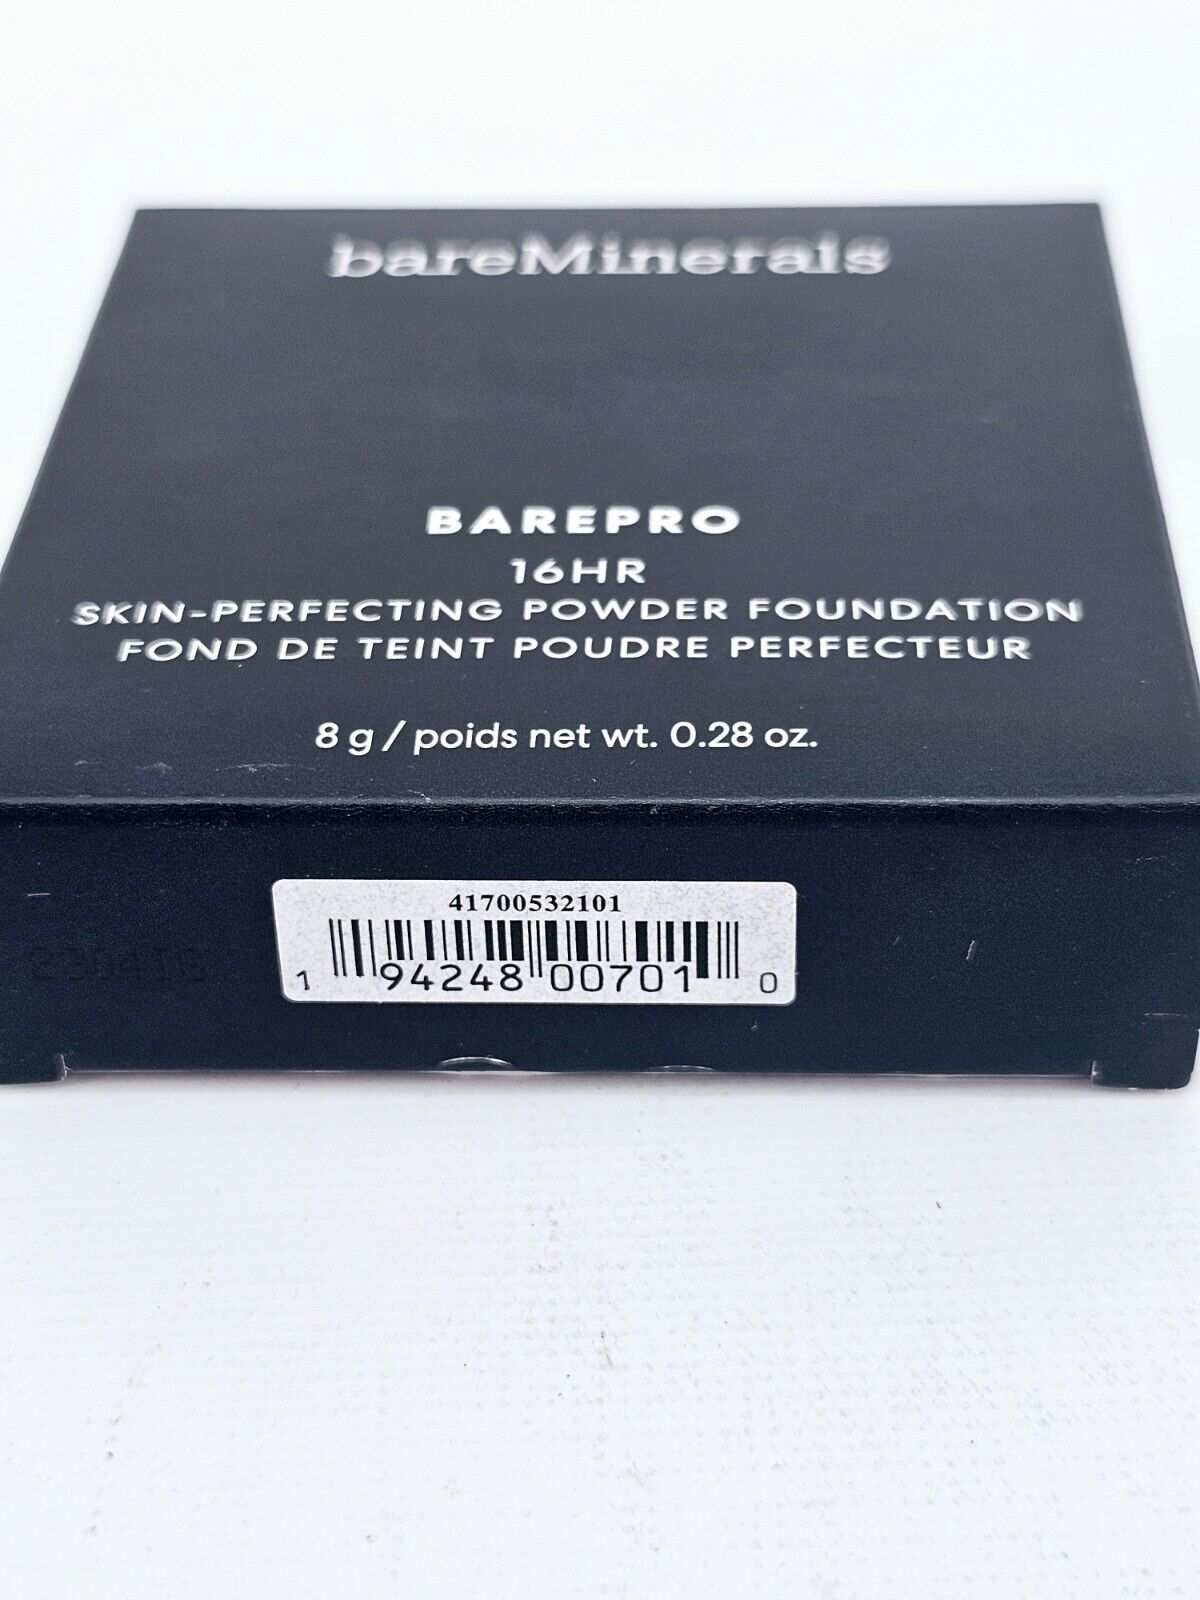 bareMinerals
BAREPRO
16HR
SKIN-PERFECTING POWDER FOUNDATION
FOND DE TEINT POUDRE PERFECTEUR
8 g / poids net wt. 0.28 oz.
41700532101
1 94248 00701 0